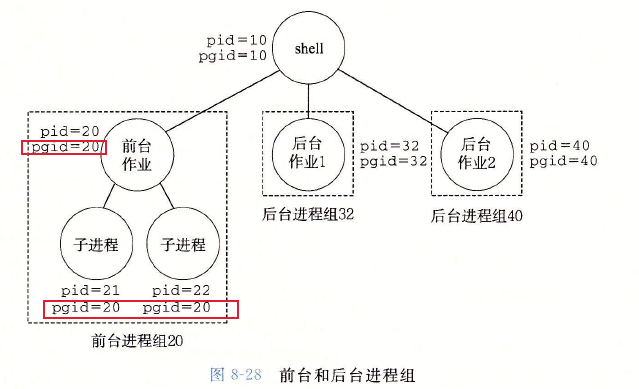 pid=10
pgid=10
shell
pid=20
pgid=20
前台
作业
后台
作业1
pid=32
pgid=32
后台
作业2
pid=40
pgid=40
后台进程组32
后台进程组40
子进程
子进程
pid=21
pid=22
pgid=20
pgid=20
前台进程组20
图 8-28 前台和后台进程组